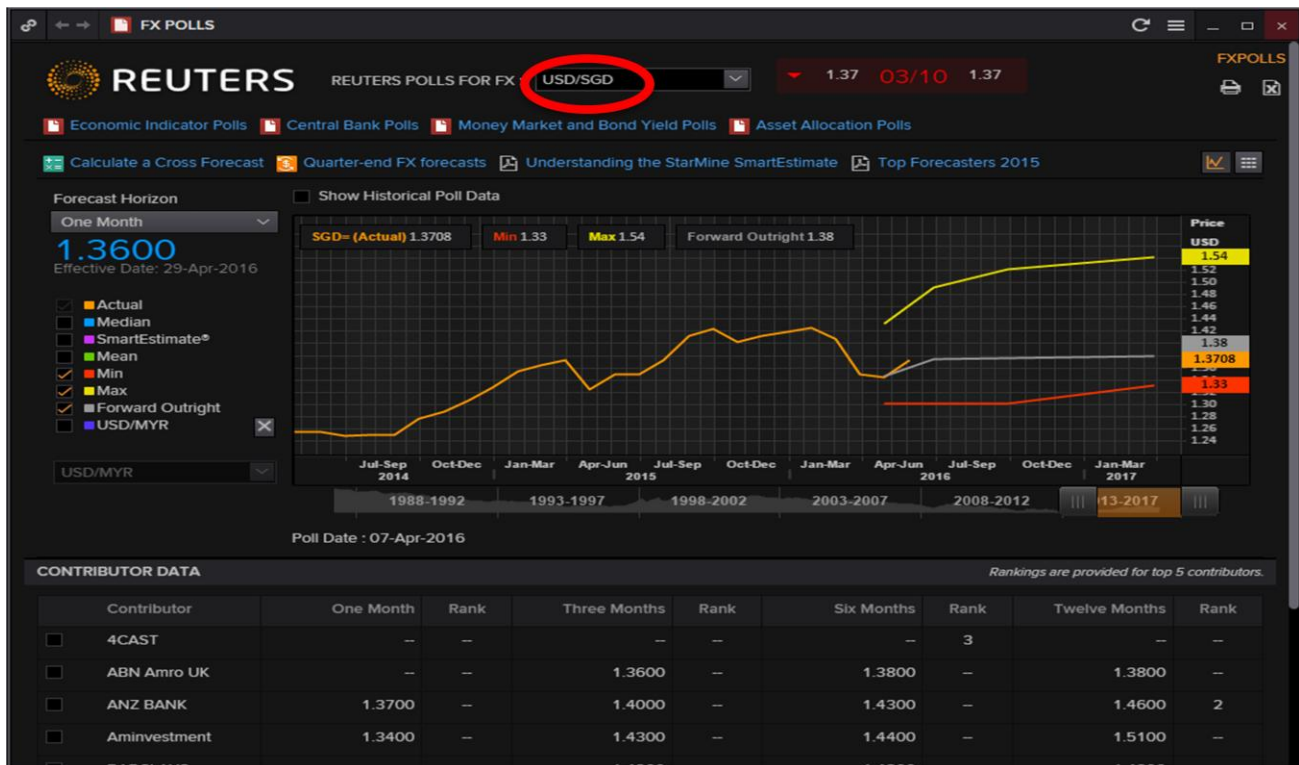 FX POLLS
FXPOLLS
REUTERS REUTERS POLLS FOR FX : USD/SGD 1.37 03/10 1.37
Economic Indicator Polls Central Bank Polls Money Market and Bond Yield Polls Asset Allocation Polls
Calculate a Cross Forecast Quarter-end FX forecasts Understanding the StarMine SmartEstimate Top Forecasters 2015
Forecast Horizon
One Month
1.3600
Effective Date: 29-Apr-2016
Actual
Median
SmartEstimate®
Mean
Min
Max
Forward Outright
USD/MYR
USD/MYR
Show Historical Poll Data
SGD= (Actual) 1.3708 Min 1.33 Max 1.54 Forward Outright 1.38
Price
USD
1.54
1.52
1.50
1.48
1.46
1.44
1.42
1.38
1.3708
1.33
1.30
1.28
1.26
1.24
Jul-Sep Oct-Dec Jan-Mar Apr-Jun Jul-Sep Oct-Dec Jan-Mar Apr-Jun Jul-Sep Oct-Dec Jan-Mar
2014 2015 2016 2017
1988-1992 1993-1997 1998-2002 2003-2007 2008-2012 13-2017
Poll Date : 07-Apr-2016
CONTRIBUTOR DATA Rankings are provided for top 5 contributors.
Contributor One Month Rank Three Months Rank Six Months Rank Twelve Months Rank
4CAST -- -- -- -- -- 3 -- --
ABN Amro UK -- -- 1.3600 -- 1.3800 -- 1.3800 --
ANZ BANK 1.3700 -- 1.4000 -- 1.4300 -- 1.4600 2
Aminvestment 1.3400 -- 1.4300 -- 1.4400 -- 1.5100 --